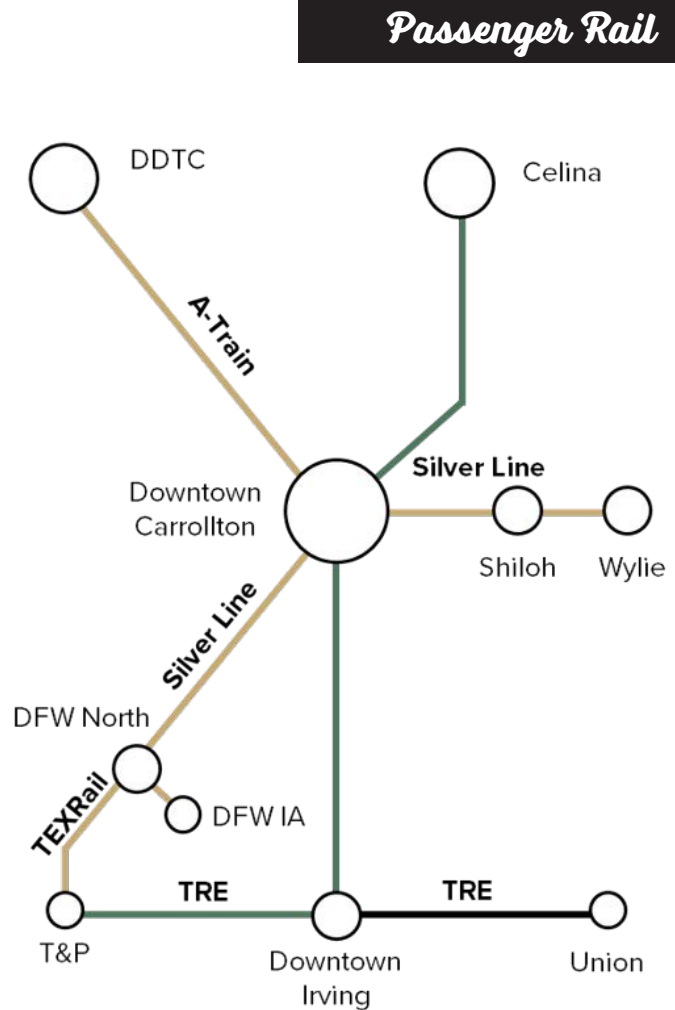 Passenger Rail
DDTC
Celina
A-Train
Silver Line
Downtown
Carrollton
Shiloh
Wylie
Silver Line
DFW North
TEXRail
DFW IA
TRE
TRE
T&P
Downtown
Irving
Union